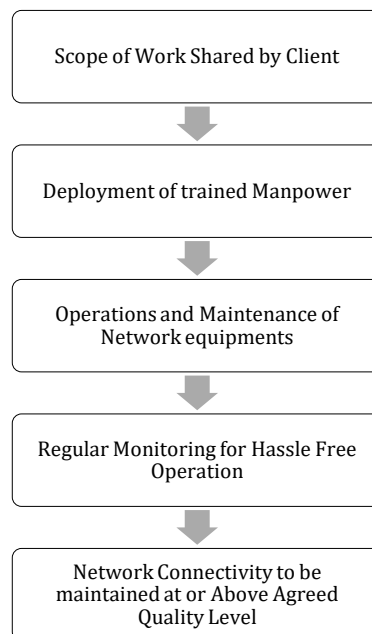 Scope of Work Shared by Client
Deployment of trained Manpower
Operations and Maintenance of
Network equipments
Regular Monitoring for Hassle Free
Operation
Network Connectivity to be
maintained at or Above Agreed
Quality Level